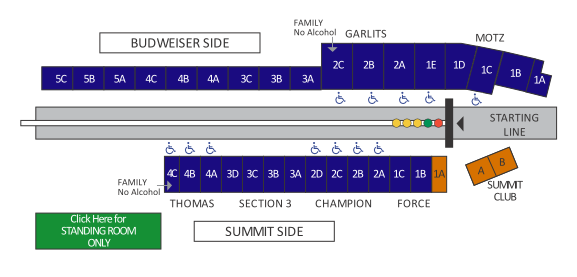 FAMILY
No Alcohol
GARLITS
MOTZ
BUDWEISER SIDE
5C 5B 5A 4C 4B 4A 3C 3B 3A 2C 2B 2A 1E 1D 1C 1B 1A
STARTING
LINE
4C 4B 4A 3D 3C 3B 3A 2D 2C 2B 2A 1C 1B 1A
A B
FAMILY
No Alcohol
SUMMIT
CLUB
THOMAS SECTION 3 CHAMPION FORCE
Click Here for
STANDING ROOM
ONLY
SUMMIT SIDE